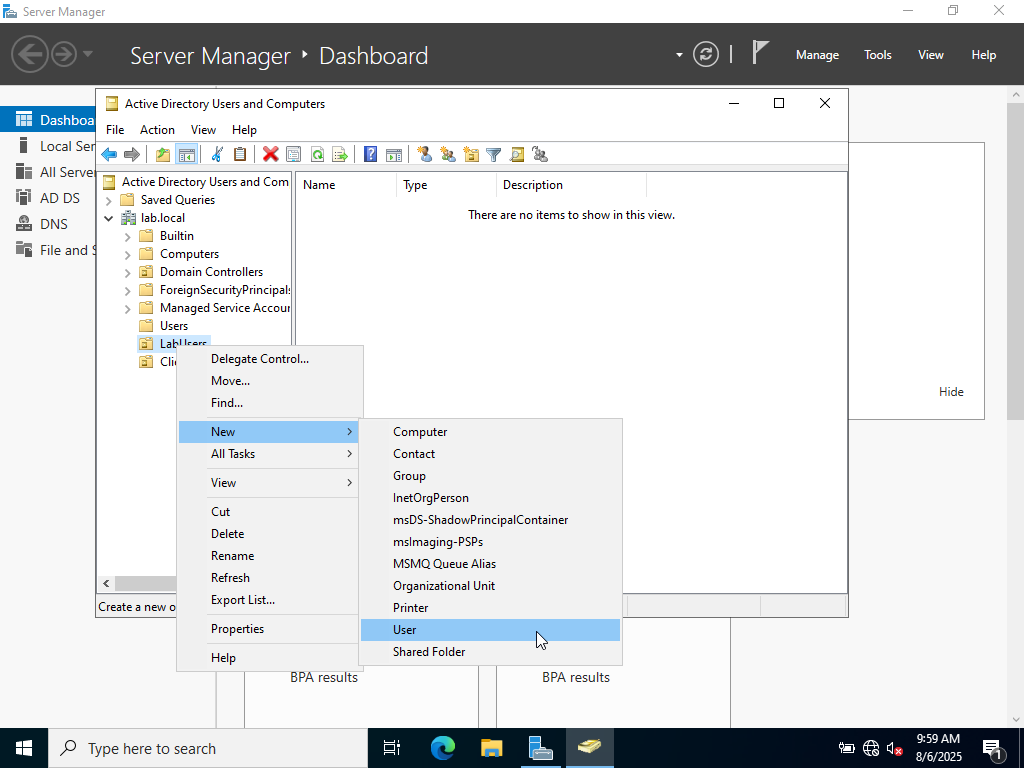 Server Manager
Server Manager • Dashboard
Manage Tools View Help
Dashboa
Local Ser
All Server
AD DS
DNS
File and S
Active Directory Users and Computers
File Action View Help
Active Directory Users and Com
Saved Queries
lab.local
Builtin
Computers
Domain Controllers
ForeignSecurityPrincipals
Managed Service Accour
Users
LabUsers
Clie
Name Type Description
There are no items to show in this view.
Hide
Delegate Control...
Move...
Find...
New
All Tasks
View
Cut
Delete
Rename
Refresh
Export List...
Properties
Help
Computer
Contact
Group
InetOrgPerson
msDS-ShadowPrincipalContainer
msImaging-PSPs
MSMQ Queue Alias
Organizational Unit
Printer
User
Shared Folder
Create a new o
BPA results
BPA results
Type here to search
9:59 AM
8/6/2025
1